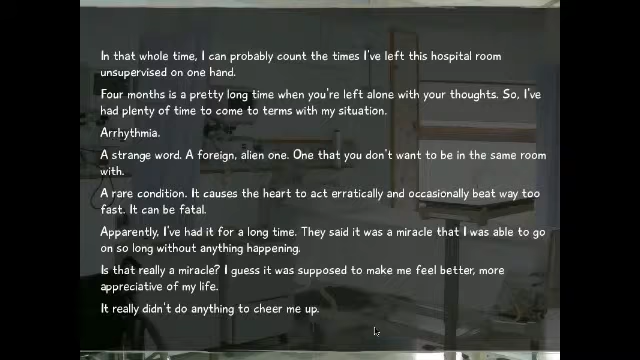 In that whole time, I can probably count the times I've left this hospital room
unsupervised on one hand.
Four months is a pretty long time when you're left alone with your thoughts. So, I've
had plenty of time to come to terms with my situation.
Arrhythmia.
A strange word. A foreign, alien one. One that you don't want to be in the same room
with.
A rare condition. It causes the heart to act erratically and occasionally beat way too
fast. It can be fatal.
Apparently, I've had it for a long time. They said it was a miracle that I was able to go
on so long without anything happening.
Is that really a miracle? I guess it was supposed to make me feel better, more
appreciative of my life.
It really didn't do anything to cheer me up.